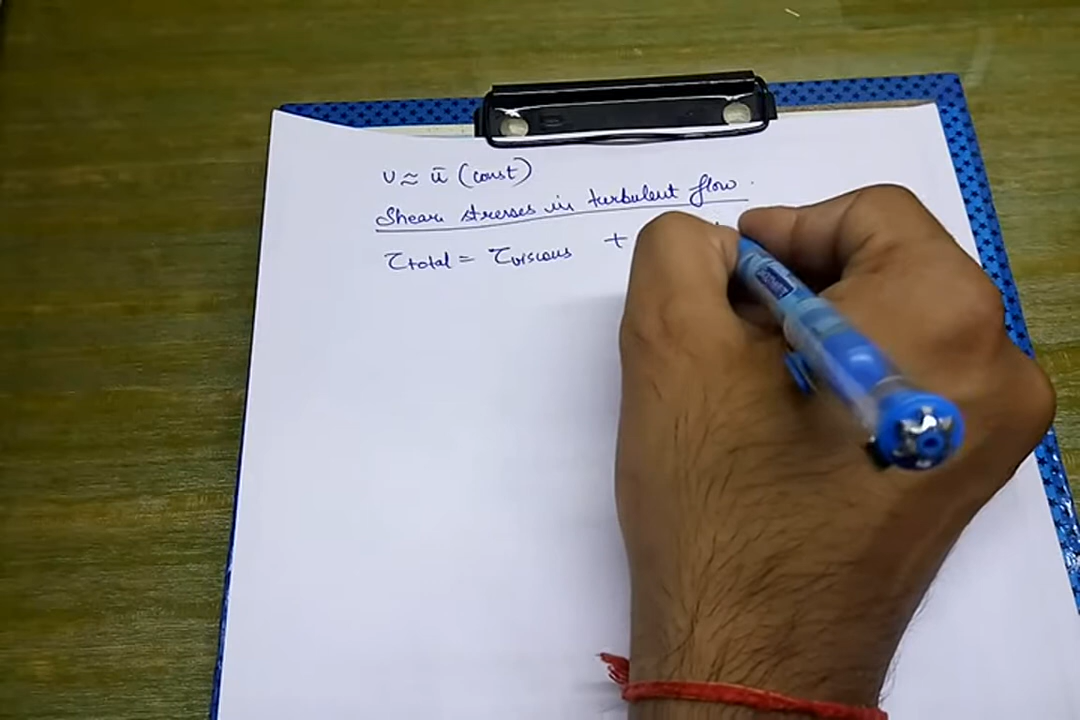 u ≈ ū (const)
Shear stresses in turbulent flow.
τtotal = τviscous +